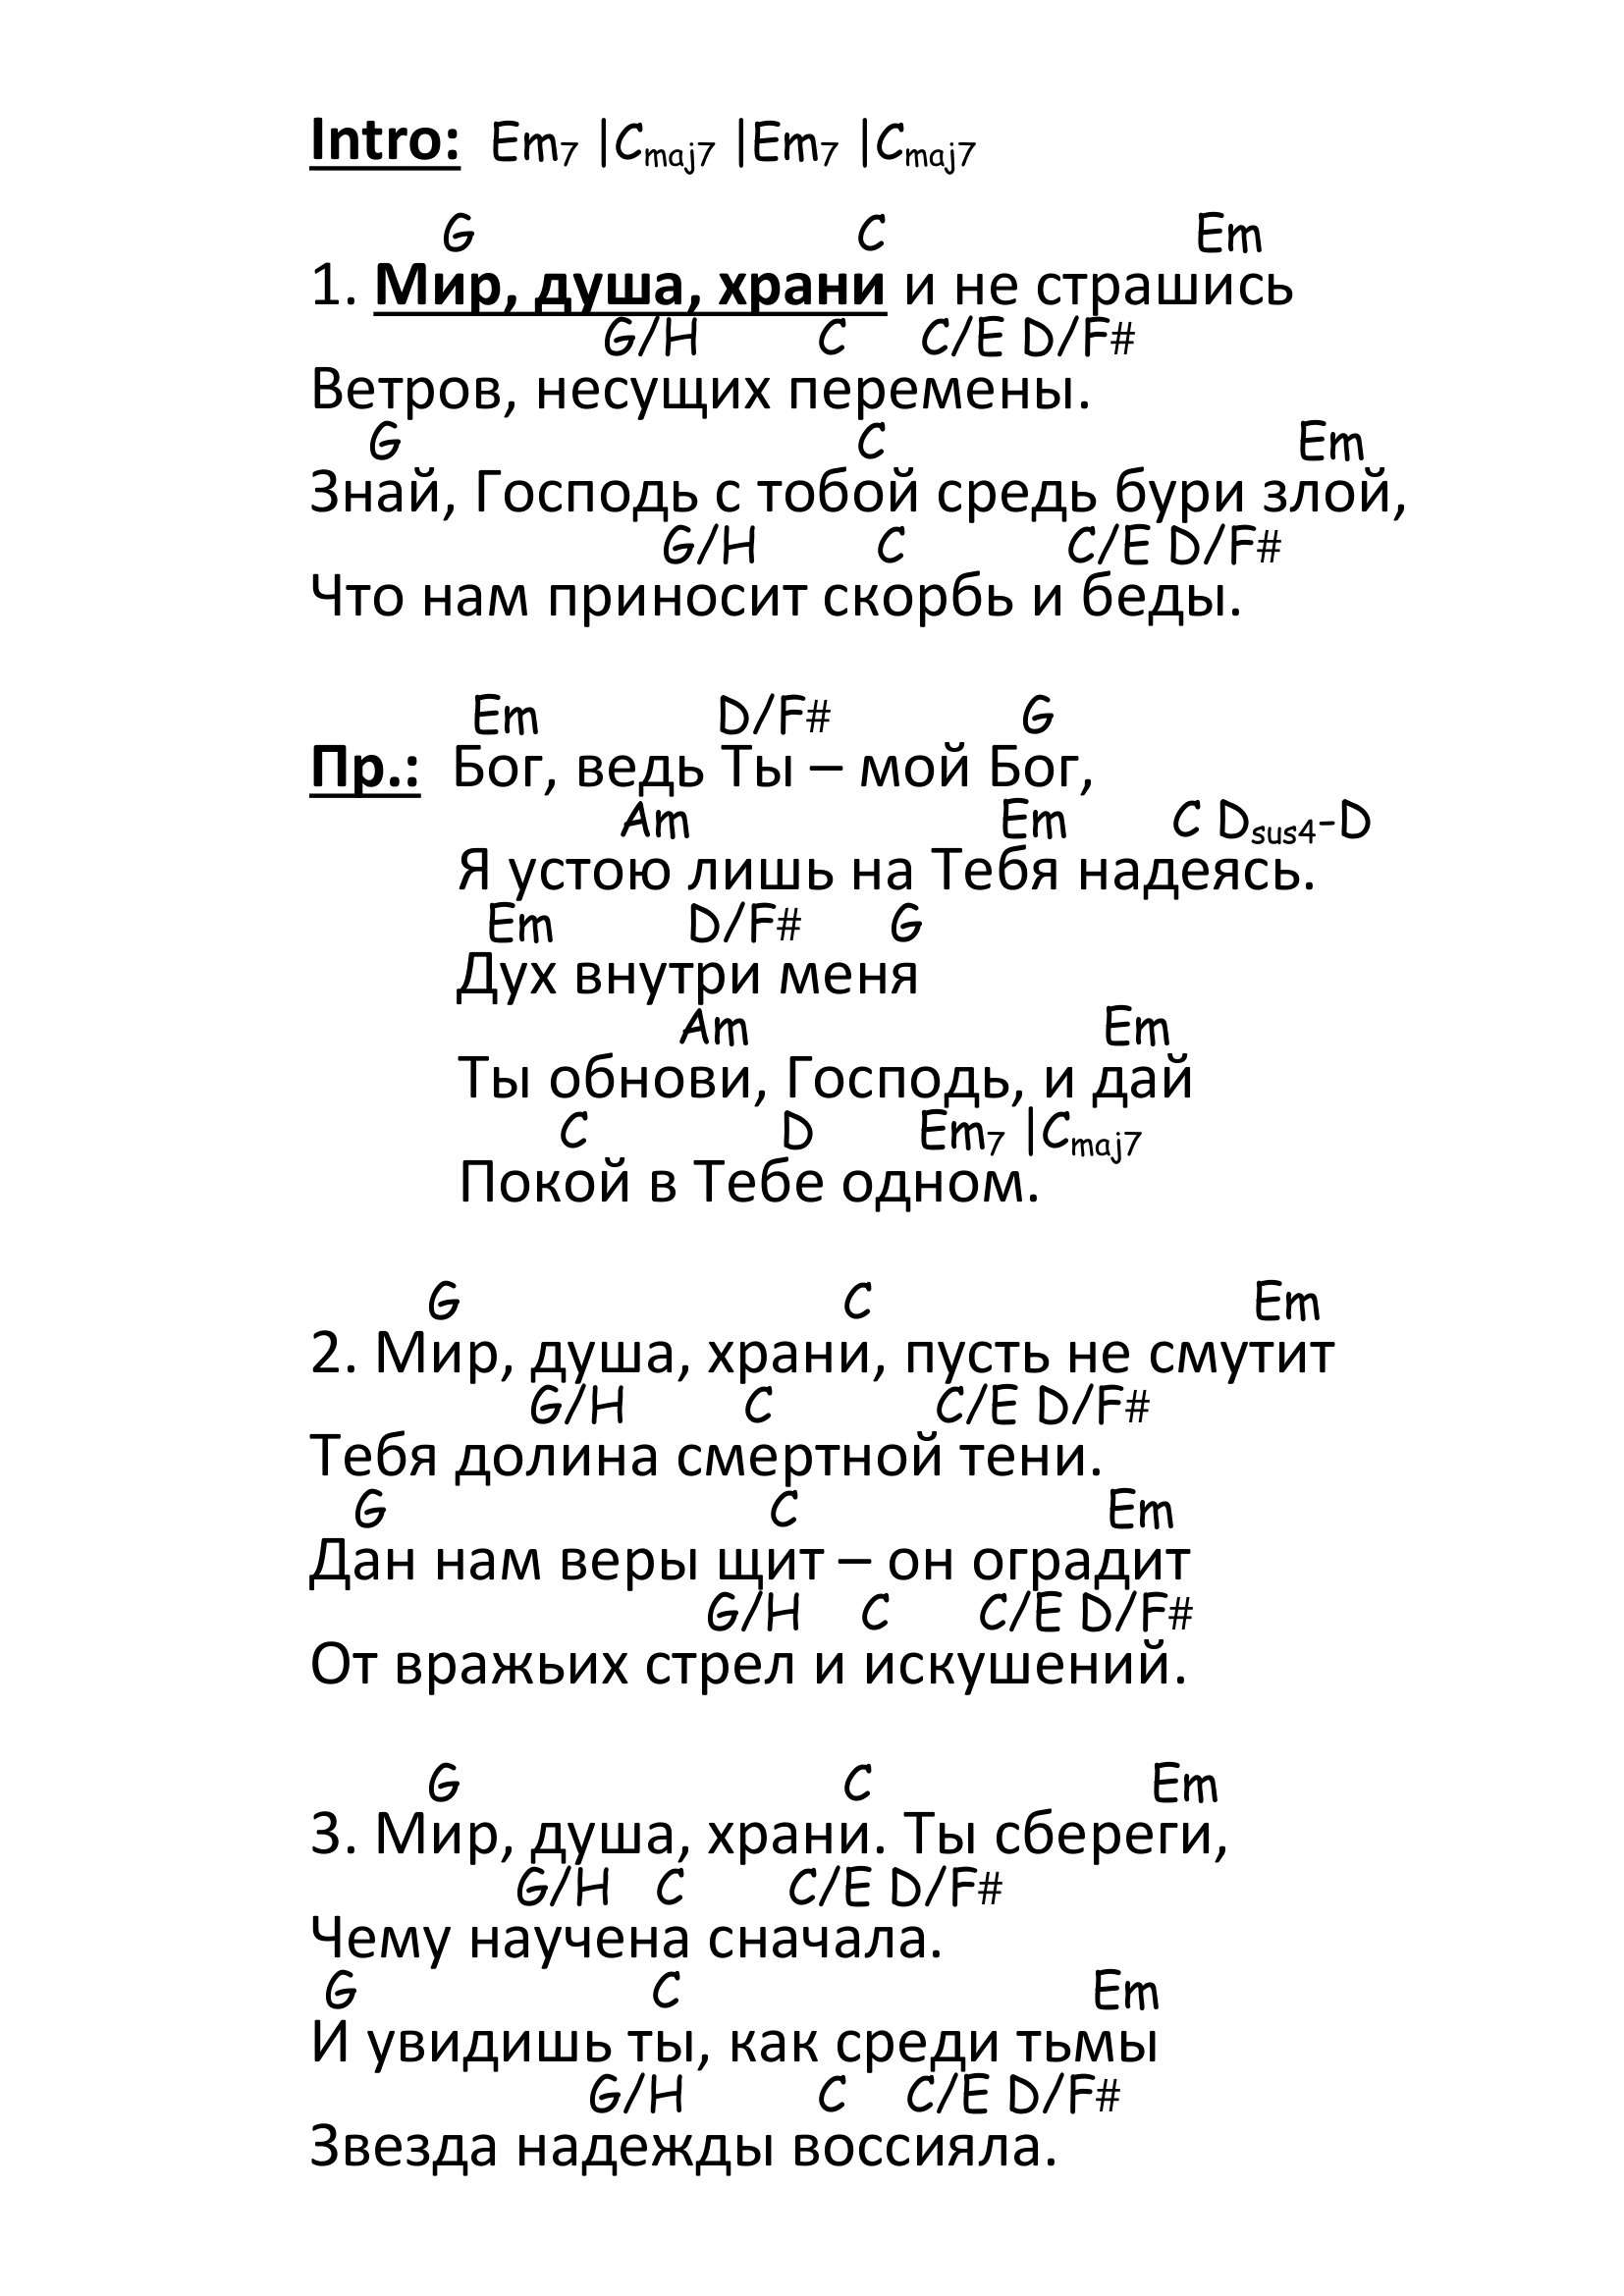 Intro: Em7 |Cmaj7 |Em7 |Cmaj7
G C Em
1. Мир, душа, храни и не страшись
G/H C C/E D/F#
Ветров, несущих перемены.
G C Em
Знай, Господь с тобой средь бури злой,
G/H C C/E D/F#
Что нам приносит скорбь и беды.
Em D/F# G
Пр.: Бог, ведь Ты – мой Бог,
Am Em C Dsus4-D
Я устою лишь на Тебя надеясь.
Em D/F# G
Дух внутри меня
Am Em
Ты обнови, Господь, и дай
C D Em7 |Cmaj7
Покой в Тебе одном.
G C Em
2. Мир, душа, храни, пусть не смутит
G/H C C/E D/F#
Тебя долина смертной тени.
G C Em
Дан нам веры щит – он оградит
G/H C C/E D/F#
От вражьих стрел и искушений.
G C Em
3. Мир, душа, храни. Ты сбереги,
G/H C C/E D/F#
Чему научена сначала.
G C Em
И увидишь ты, как среди тьмы
G/H C C/E D/F#
Звезда надежды воссияла.